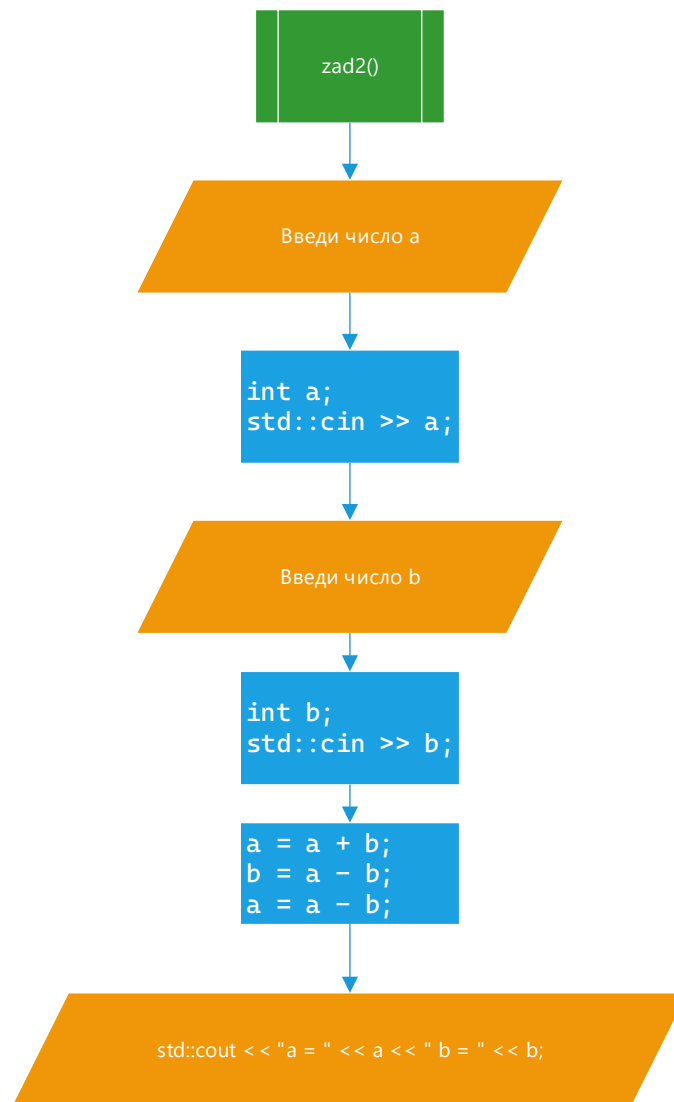 zad2()
Введи число a
int a;
std::cin >> a;
Введи число b
int b;
std::cin >> b;
a = a + b;
b = a - b;
a = a - b;
std::cout << "a = " << a << " b = " << b;